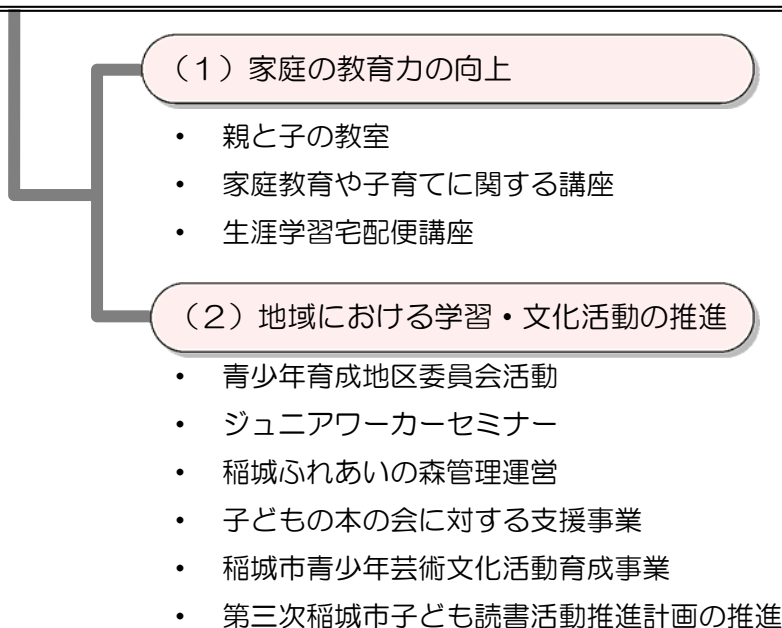 （１）家庭の教育力の向上
・ 親と子の教室
・ 家庭教育や子育てに関する講座
・ 生涯学習宅配便講座
（２）地域における学習・文化活動の推進
・ 青少年育成地区委員会活動
・ ジュニアワーカーセミナー
・ 稲城ふれあいの森管理運営
・ 子どもの本の会に対する支援事業
・ 稲城市青少年芸術文化活動育成事業
・ 第三次稲城市子ども読書活動推進計画の推進